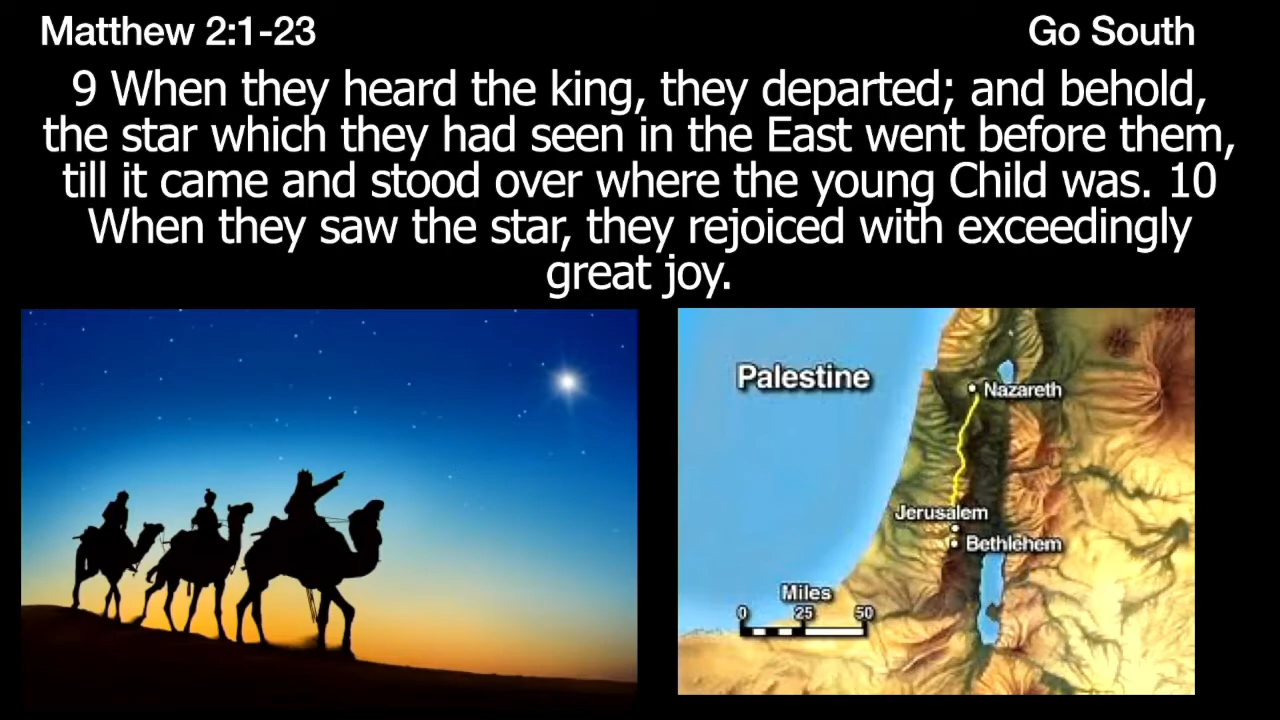 Matthew 2:1-23
Go South
9 When they heard the king, they departed; and behold,
the star which they had seen in the East went before them,
till it came and stood over where the young Child was. 10
When they saw the star, they rejoiced with exceedingly
great joy.
Palestine
Nazareth
Jerusalem
Bethlehem
Miles
0 25 50